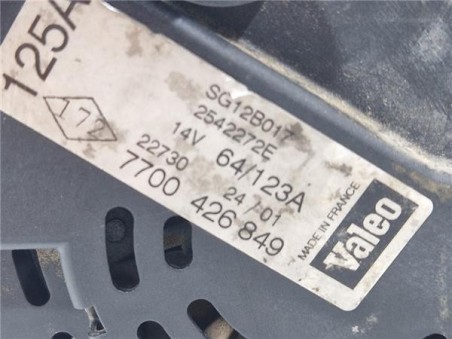 125A
172
SG12B017
2542272E
14V 64/123A
22730 24/01
7700 426 849
MADE IN FRANCE
Valeo